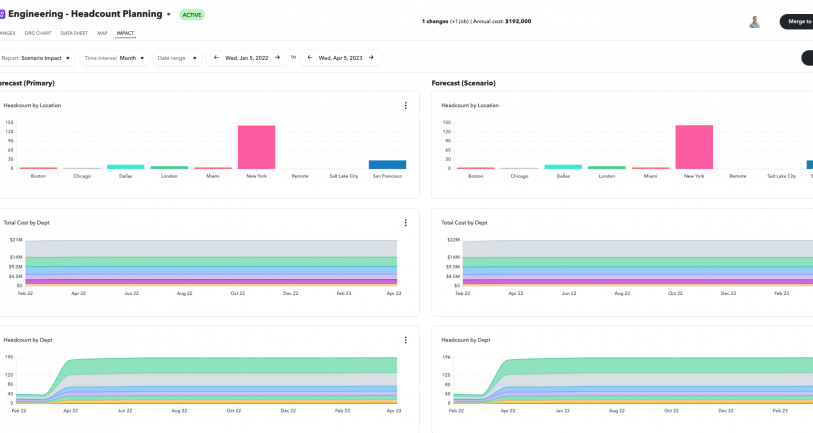 Engineering - Headcount Planning ACTIVE
1 changes (+1 job) | Annual cost: $192,000
Merge to
ANGES ORG CHART DATA SHEET MAP IMPACT
Report Scenario Impact Time interval Month Date range Wed, Jan 5, 2022 to Wed, Apr 5, 2023
orecast (Primary)
Headcount by Location
150
120
90
60
30
0
Boston Chicago Dallas London Miami New York Remote Salt Lake City San Francisco
Total Cost by Dept
$21M
$14M
$9.0M
$4.5M
$0
Feb 22 Apr 22 Jun 22 Aug 22 Oct 22 Dec 22 Feb 23 Apr 23
Headcount by Dept
195
120
80
40
0
Feb 22 Apr 22 Jun 22 Aug 22 Oct 22 Dec 22 Feb 23 Apr 23
Forecast (Scenario)
Headcount by Location
150
120
90
60
30
0
Boston Chicago Dallas London Miami New York Remote Salt Lake City S
Total Cost by Dept
$22M
$14M
$9.0M
$4.5M
$0
Feb 22 Apr 22 Jun 22 Aug 22 Oct 22 Dec 22 Feb 23
Headcount by Dept
196
120
80
40
0
Feb 22 Apr 22 Jun 22 Aug 22 Oct 22 Dec 22 Feb 23